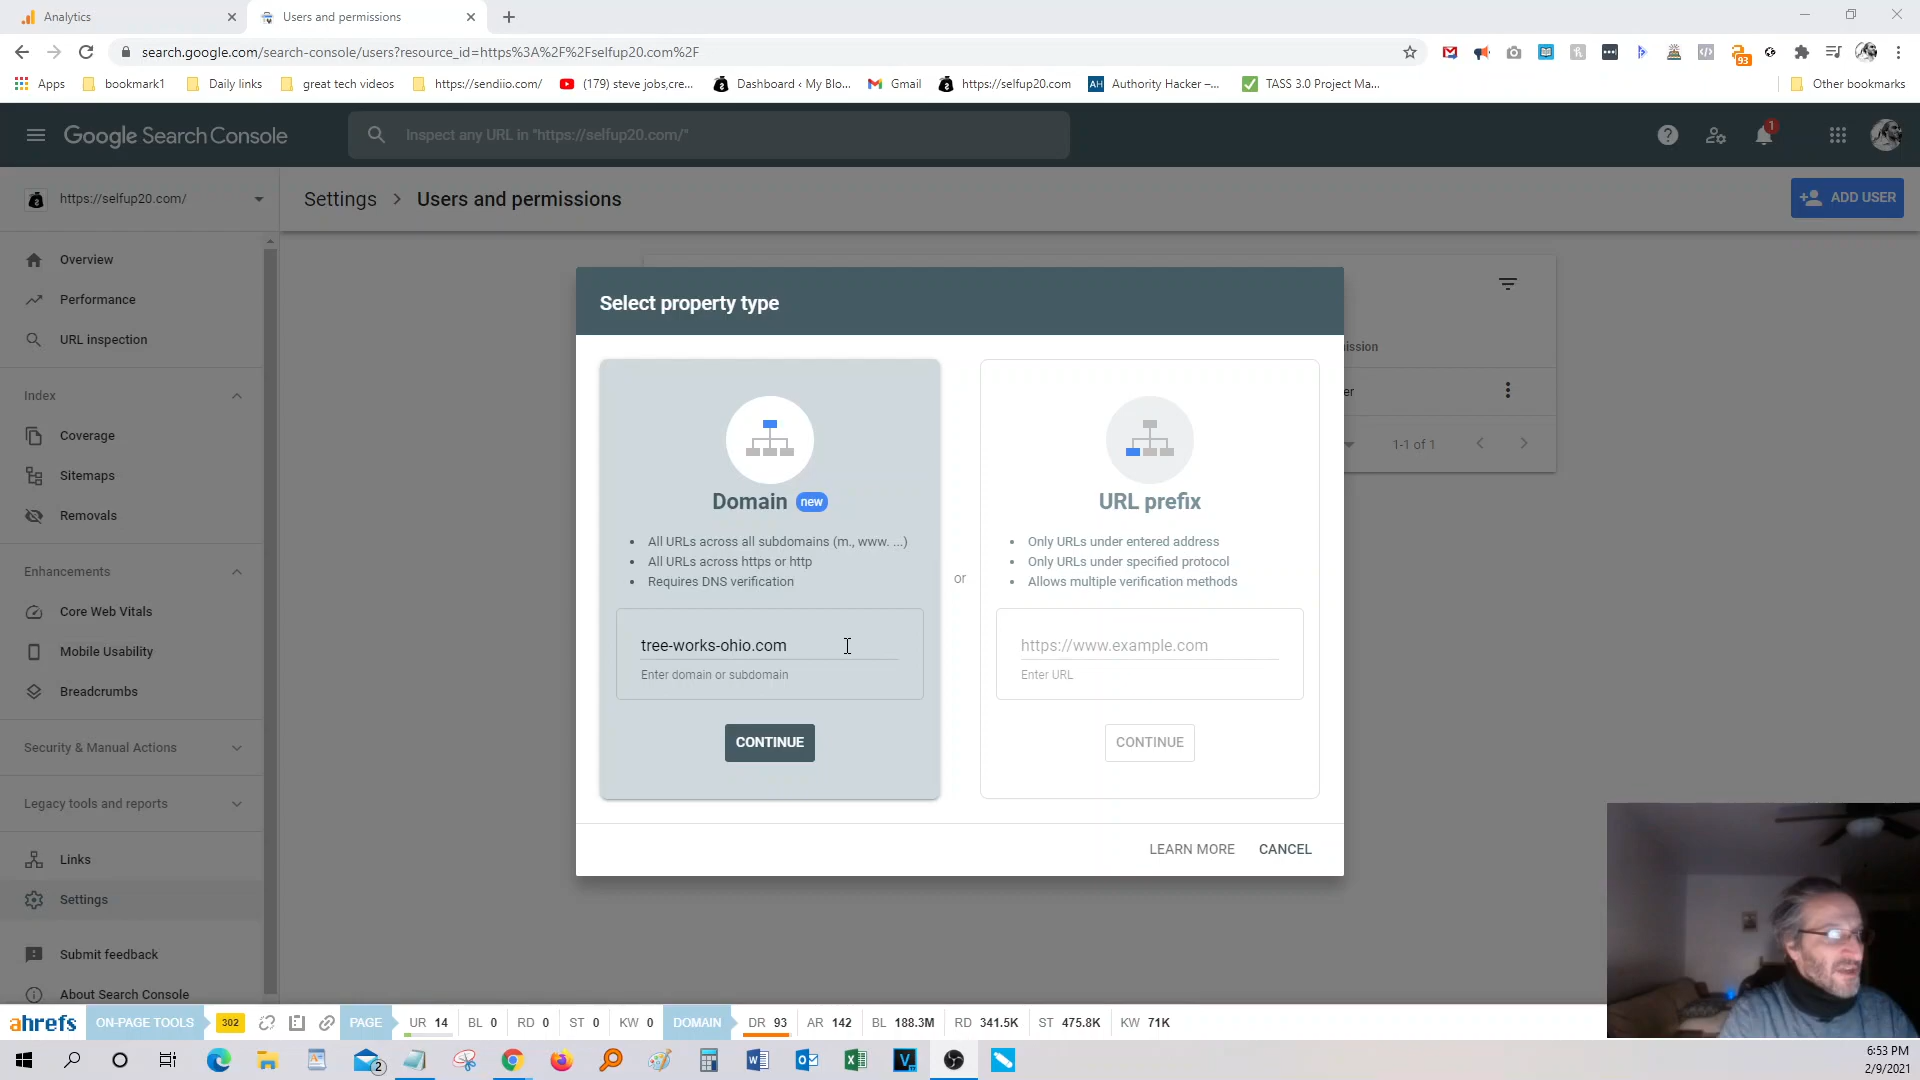 Analytics
Users and permissions
search.google.com/search-console/users?resource_id=https%3A%2F%2Fselfup20.com%2F
93
Apps
bookmark1
Daily links
great tech videos
https://sendiio.com/
(179) steve jobs,cre...
Dashboard ‹ My Blo...
Gmail
https://selfup20.com
AH
Authority Hacker –...
TASS 3.0 Project Ma...
Other bookmarks
Google Search Console
Inspect any URL in "https://selfup20.com/"
1
https://selfup20.com/
Settings > Users and permissions
ADD USER
Overview
Performance
URL inspection
Index
Coverage
Sitemaps
Removals
Enhancements
Core Web Vitals
Mobile Usability
Breadcrumbs
Security & Manual Actions
Legacy tools and reports
Links
Settings
Submit feedback
About Search Console
Select property type
Domain new
All URLs across all subdomains (m., www. ...)
All URLs across https or http
Requires DNS verification
tree-works-ohio.com
Enter domain or subdomain
CONTINUE
or
URL prefix
Only URLs under entered address
Only URLs under specified protocol
Allows multiple verification methods
https://www.example.com
Enter URL
CONTINUE
LEARN MORE
CANCEL
ission
er
1-1 of 1
ahrefs
ON-PAGE TOOLS
302
PAGE
UR 14
BL 0
RD 0
ST 0
KW 0
DOMAIN
DR 93
AR 142
BL 188.3M
RD 341.5K
ST 475.8K
KW 71K
2
6:53 PM
2/9/2021